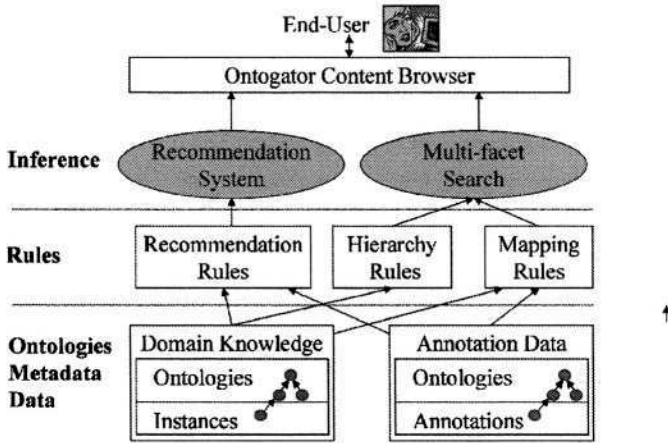 End-User
Ontogator Content Browser
Inference
Recommendation
System
Multi-facet
Search
Rules
Recommendation
Rules
Hierarchy
Rules
Mapping
Rules
Ontologies
Metadata
Data
Domain Knowledge
Ontologies
Instances
Annotation Data
Ontologies
Annotations